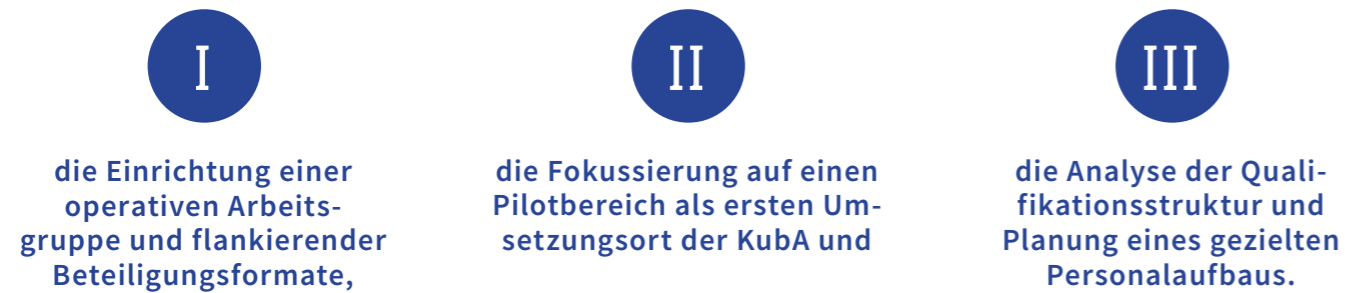 I
die Einrichtung einer
operativen Arbeits-
gruppe und flankierender
Beteiligungsformate,
II
die Fokussierung auf einen
Pilotbereich als ersten Um-
setzungsort der KubA und
III
die Analyse der Quali-
fikationsstruktur und
Planung eines gezielten
Personalaufbaus.